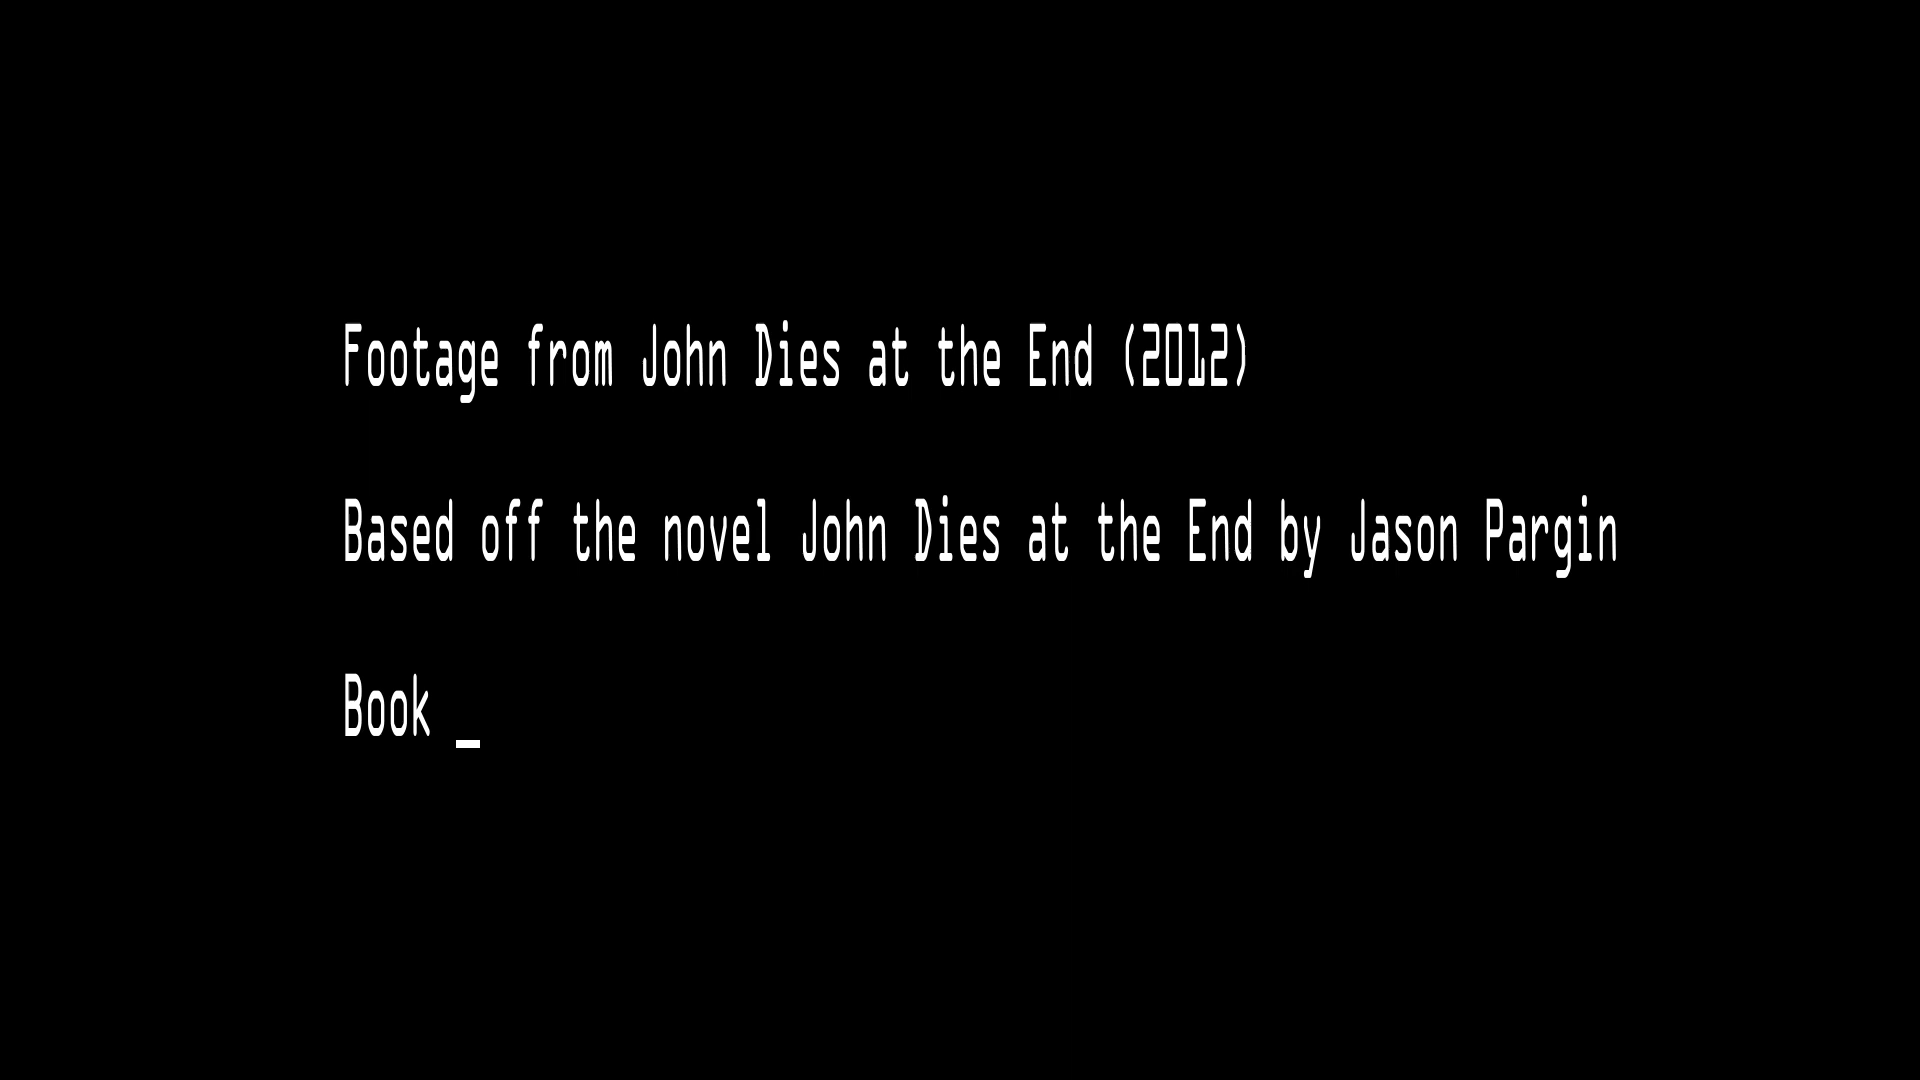 Footage from John Dies at the End (2012)
Based off the novel John Dies at the End by Jason Pargin
Book _